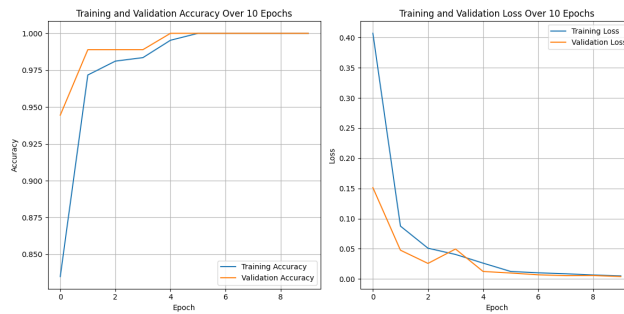 Training and Validation Accuracy Over 10 Epochs
1.000
0.975
0.950
0.925
0.900
0.875
0.850
Accuracy
Training Accuracy
Validation Accuracy
0 2 4 6 8
Epoch
Training and Validation Loss Over 10 Epochs
Training Loss
Validation Loss
0.40
0.35
0.30
0.25
0.20
0.15
0.10
0.05
0.00
Loss
0 2 4 6 8
Epoch